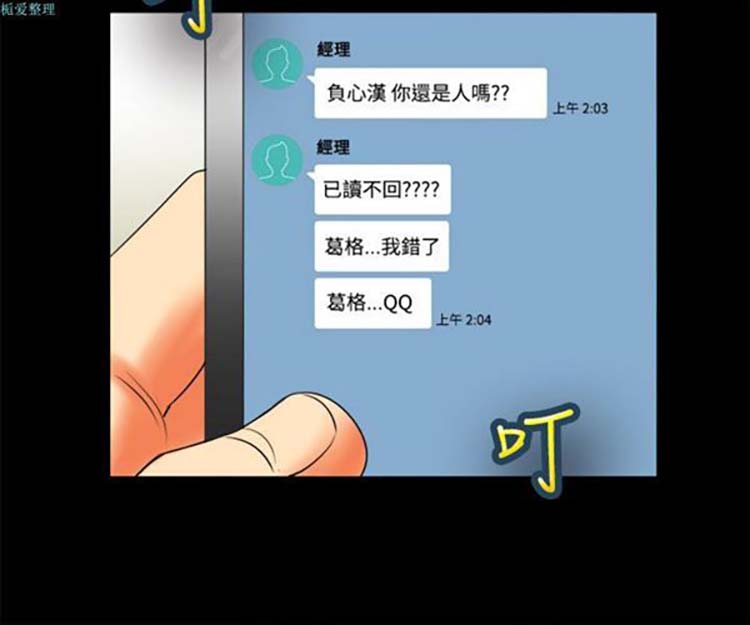 栀爱整理
叮
經理
負心漢 你還是人嗎??
上午 2:03
經理
已讀不回????
葛格...我錯了
葛格...QQ
上午 2:04
叮